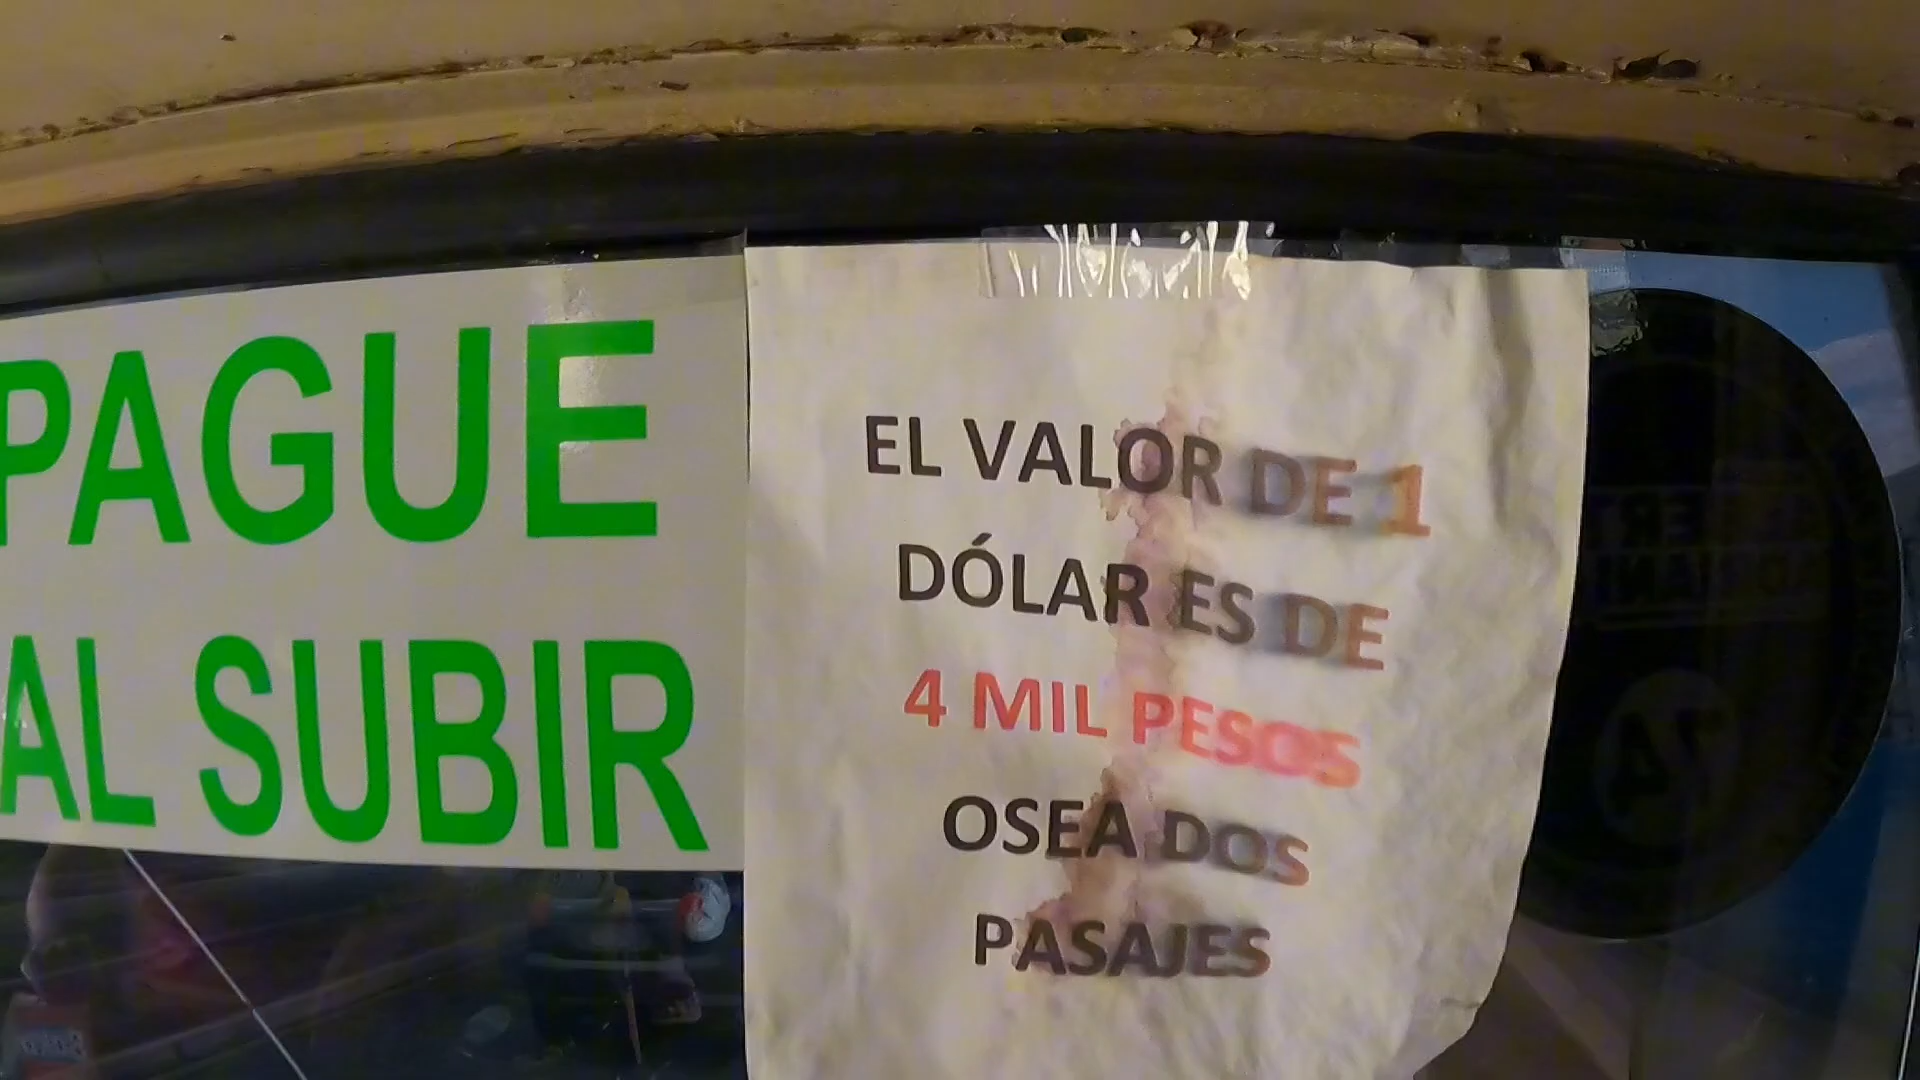 PAGUE
AL SUBIR
EL VALOR DE 1
DÓLAR ES DE
4 MIL PESOS
OSEA DOS
PASAJES